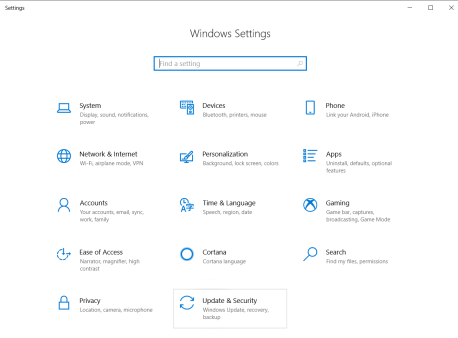 Settings
Windows Settings
Find a setting
System
Display, sound, notifications,
power
Devices
Bluetooth, printers, mouse
Phone
Link your Android, iPhone
Network & Internet
Wi-Fi, airplane mode, VPN
Personalization
Background, lock screen, colors
Apps
Uninstall, defaults, optional
features
Accounts
Your accounts, email, sync,
work, family
Time & Language
Speech, region, date
Gaming
Game bar, captures,
broadcasting, Game Mode
Ease of Access
Narrator, magnifier, high
contrast
Cortana
Cortana language
Search
Find my files, permissions
Privacy
Location, camera, microphone
Update & Security
Windows Update, recovery,
backup